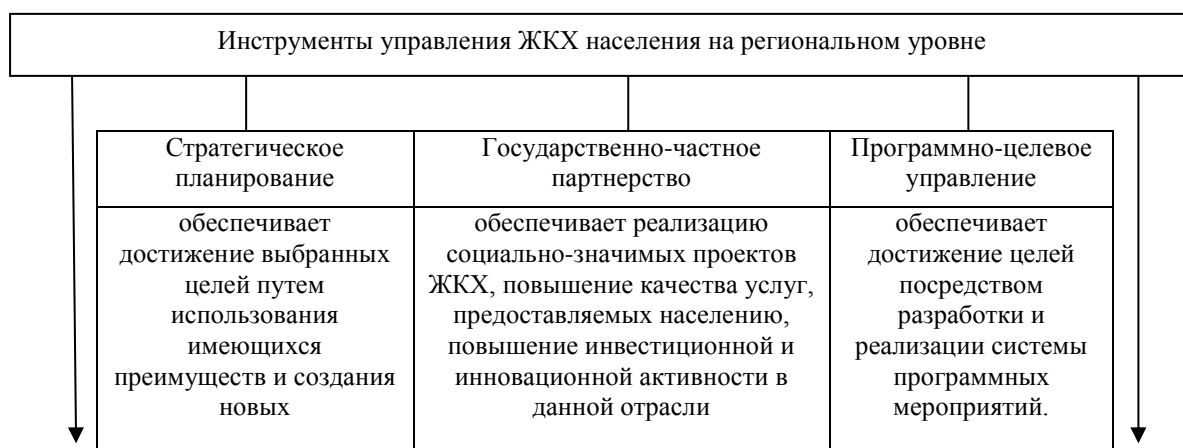 Инструменты управления ЖКХ населения на региональном уровне
Стратегическое
планирование
Государственно-частное
партнерство
Программно-целевое
управление
обеспечивает
достижение выбранных
целей путем
использования
имеющихся
преимуществ и создания
новых
обеспечивает реализацию
социально-значимых проектов
ЖКХ, повышение качества услуг,
предоставляемых населению,
повышение инвестиционной и
инновационной активности в
данной отрасли
обеспечивает
достижение целей
посредством
разработки и
реализации системы
программных
мероприятий.